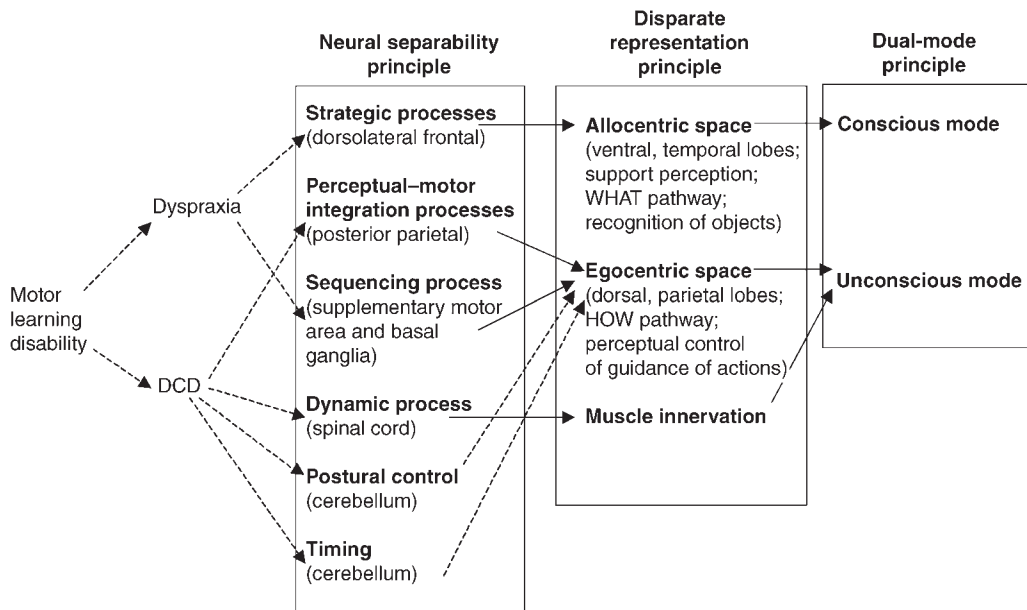 Neural separability
principle
Disparate
representation
principle
Dual-mode
principle
Motor
learning
disability
Dyspraxia
DCD
Strategic processes
(dorsolateral frontal)
Perceptual–motor
integration processes
(posterior parietal)
Sequencing process
(supplementary motor
area and basal
ganglia)
Dynamic process
(spinal cord)
Postural control
(cerebellum)
Timing
(cerebellum)
Allocentric space
(ventral, temporal lobes;
support perception;
WHAT pathway;
recognition of objects)
Egocentric space
(dorsal, parietal lobes;
HOW pathway;
perceptual control
of guidance of actions)
Muscle innervation
Conscious mode
Unconscious mode